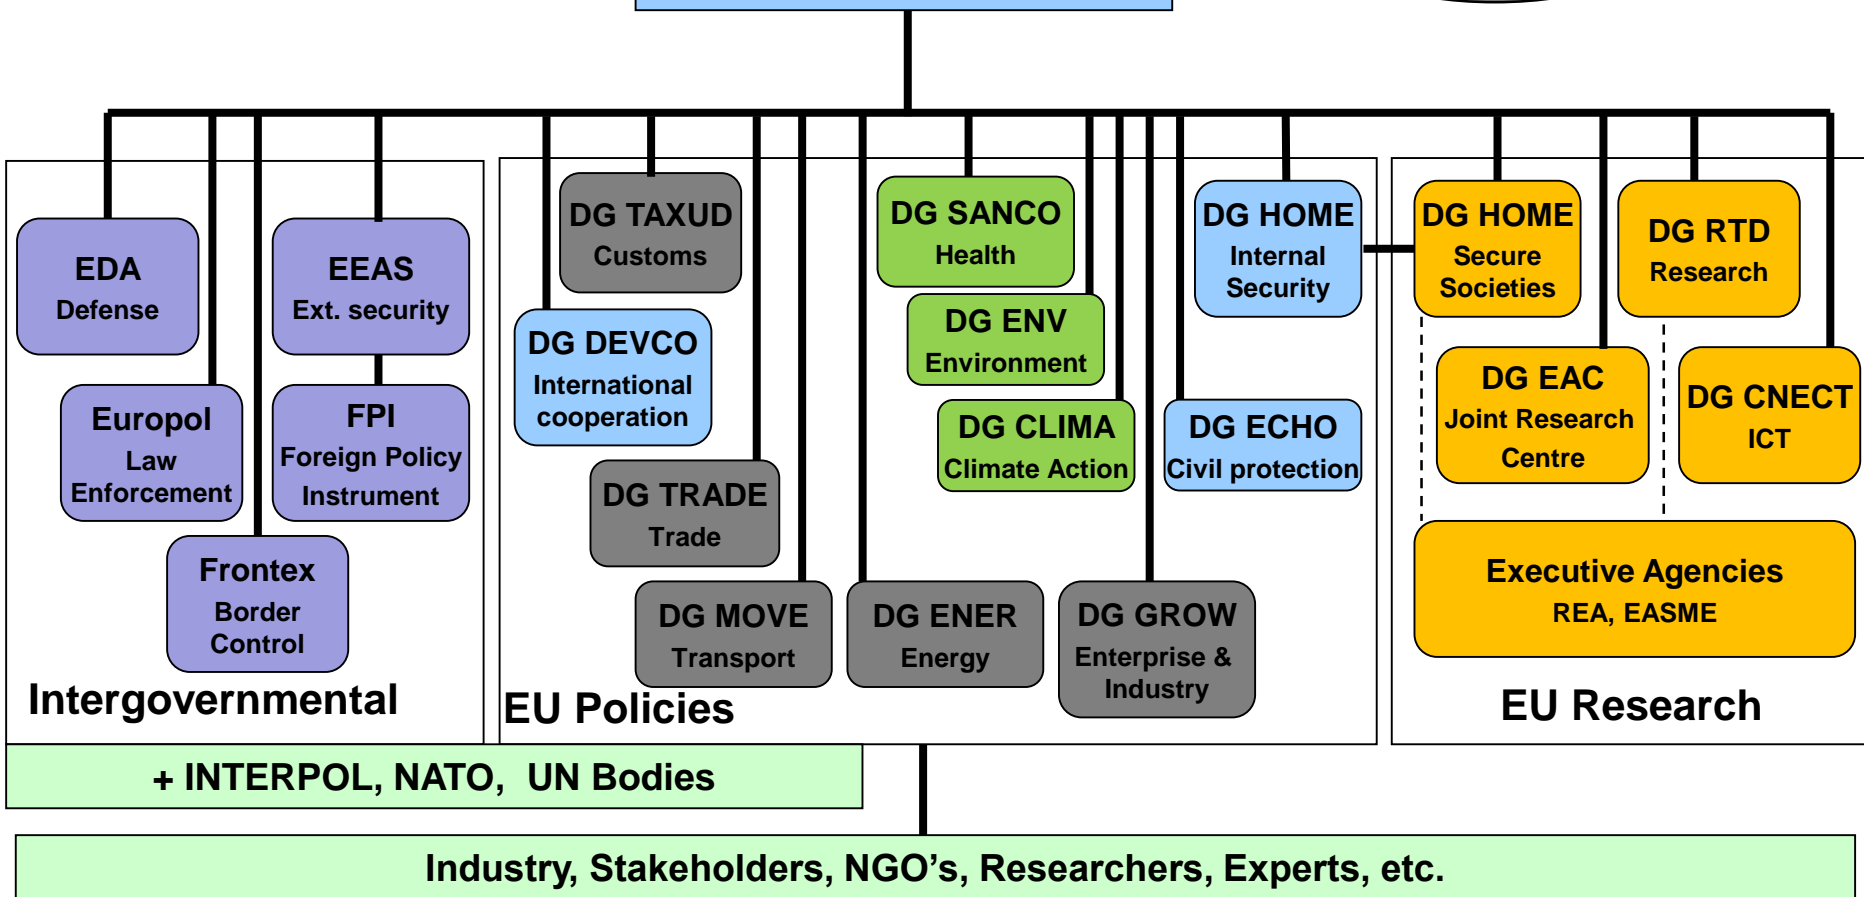 EDA
Defense
EEAS
Ext. security
Europol
Law
Enforcement
FPI
Foreign Policy
Instrument
Frontex
Border
Control
Intergovernmental
DG TAXUD
Customs
DG DEVCO
International
cooperation
DG TRADE
Trade
DG MOVE
Transport
DG SANCO
Health
DG ENV
Environment
DG CLIMA
Climate Action
DG ENER
Energy
DG GROW
Enterprise &
Industry
DG HOME
Internal
Security
DG ECHO
Civil protection
EU Policies
DG HOME
Secure
Societies
DG RTD
Research
DG EAC
Joint Research
Centre
DG CNECT
ICT
Executive Agencies
REA, EASME
EU Research
+ INTERPOL, NATO, UN Bodies
Industry, Stakeholders, NGO’s, Researchers, Experts, etc.